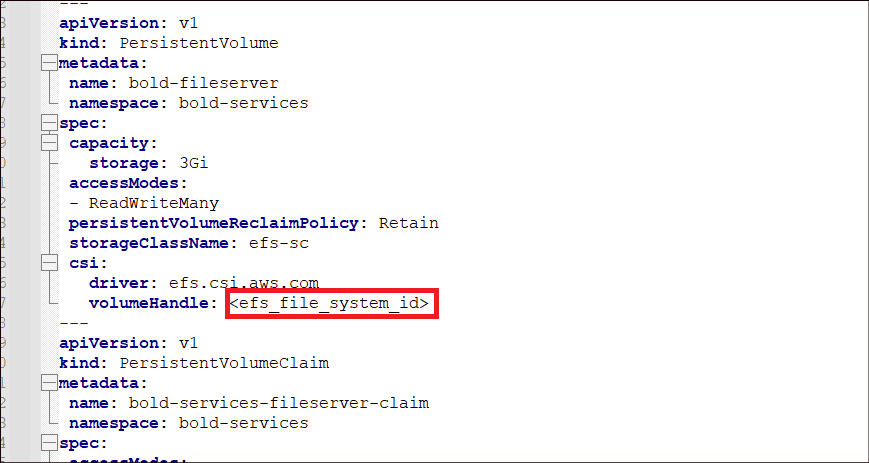 ---
apiVersion: v1
kind: PersistentVolume
metadata:
name: bold-fileserver
namespace: bold-services
spec:
capacity:
storage: 3Gi
accessModes:
- ReadWriteMany
persistentVolumeReclaimPolicy: Retain
storageClassName: efs-sc
csi:
driver: efs.csi.aws.com
volumeHandle: <efs_file_system_id>
---
apiVersion: v1
kind: PersistentVolumeClaim
metadata:
name: bold-services-fileserver-claim
namespace: bold-services
spec:
accessModes: